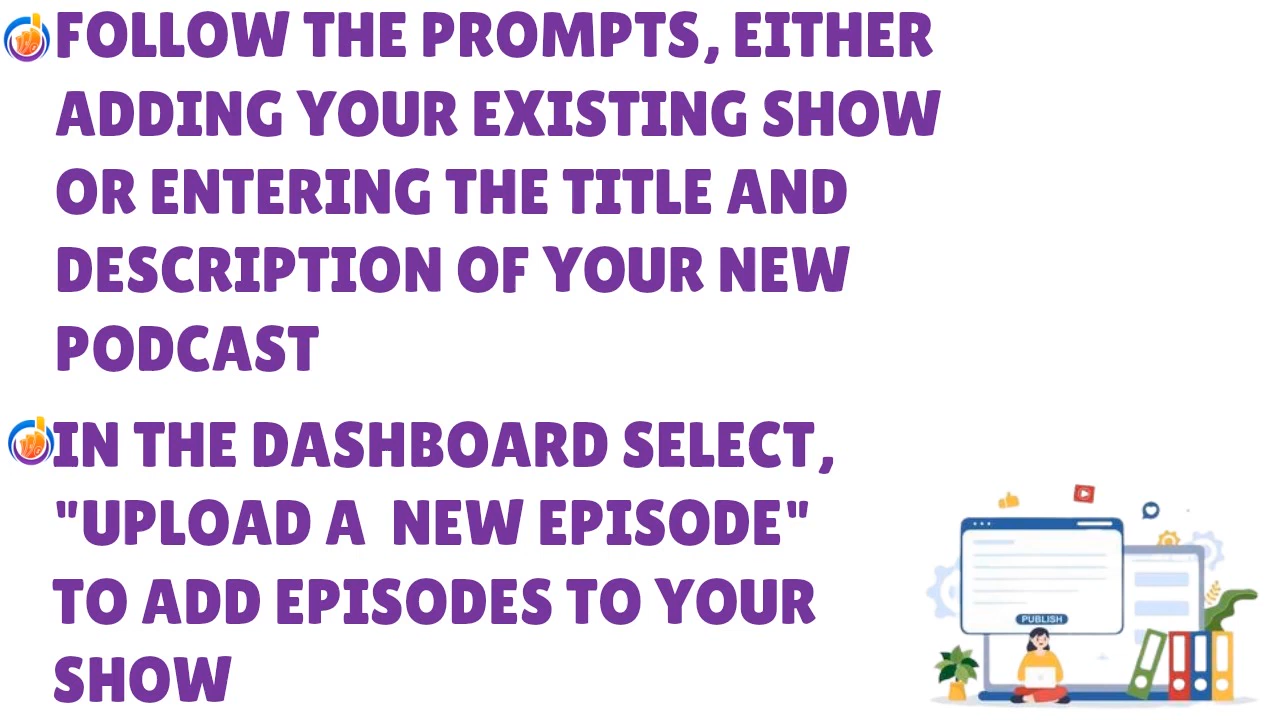 FOLLOW THE PROMPTS, EITHER
ADDING YOUR EXISTING SHOW
OR ENTERING THE TITLE AND
DESCRIPTION OF YOUR NEW
PODCAST
IN THE DASHBOARD SELECT,
"UPLOAD A  NEW EPISODE"
TO ADD EPISODES TO YOUR
SHOW
PUBLISH